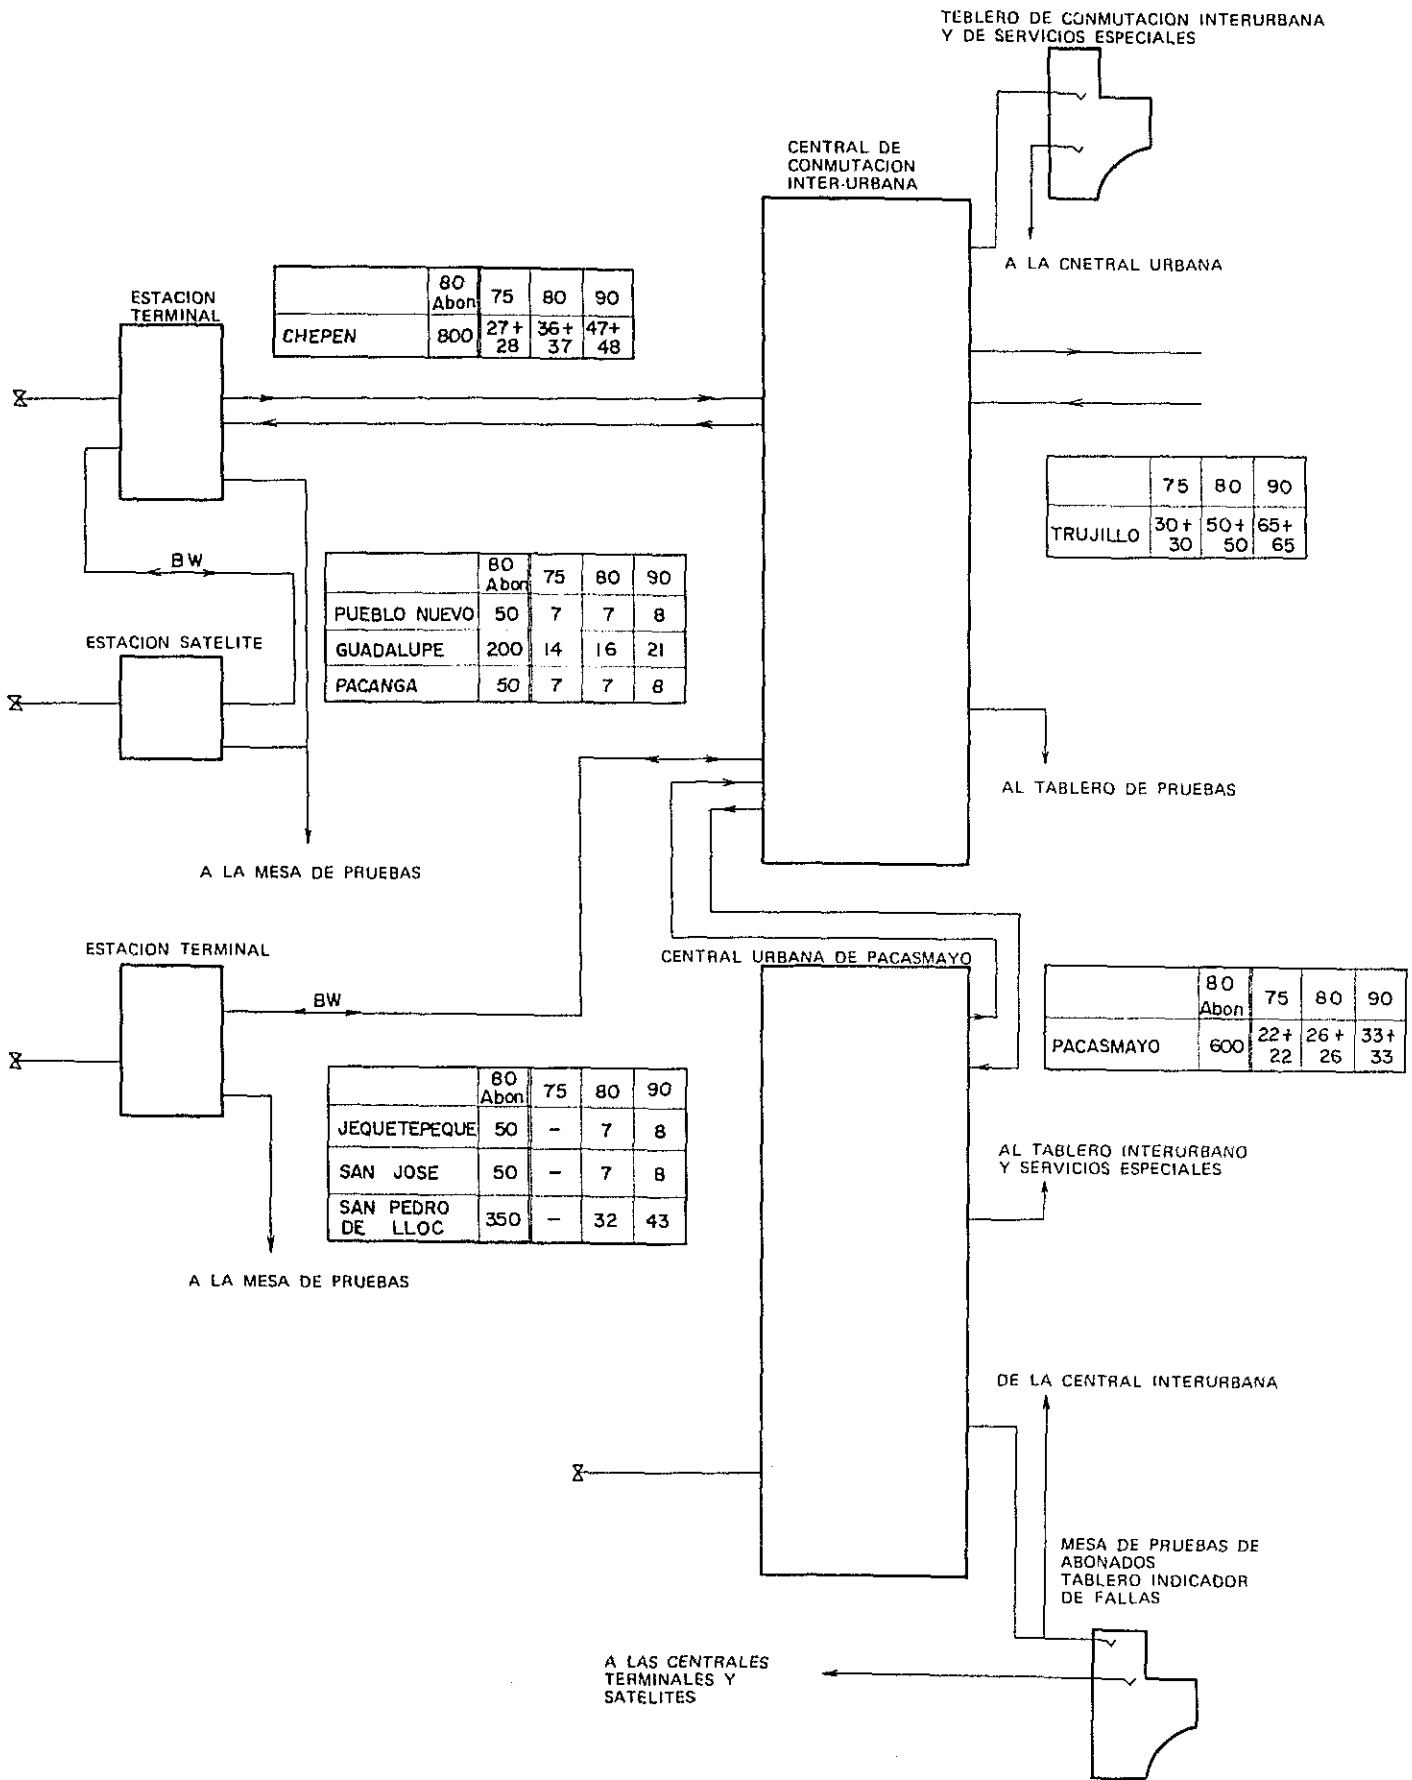 TEBLERO DE CONMUTACION INTERURBANA
Y DE SERVICIOS ESPECIALES
CENTRAL DE
CONMUTACION
INTER-URBANA
A LA CNETRAL URBANA
ESTACION
TERMINAL
80 Abon 75 80 90
CHEPEN 800 27+28 36+37 47+48
75 80 90
TRUJILLO 30+30 50+50 65+65
BW
80 Abon 75 80 90
PUEBLO NUEVO 50 7 7 8
GUADALUPE 200 14 16 21
PACANGA 50 7 7 8
ESTACION SATELITE
AL TABLERO DE PRUEBAS
A LA MESA DE PRUEBAS
ESTACION TERMINAL
CENTRAL URBANA DE PACASMAYO
BW
80 Abon 75 80 90
PACASMAYO 600 22+22 26+26 33+33
80 Abon 75 80 90
JEQUETEPEQUE 50 - 7 8
SAN JOSE 50 - 7 8
SAN PEDRO DE LLOC 350 - 32 43
AL TABLERO INTERURBANO
Y SERVICIOS ESPECIALES
A LA MESA DE PRUEBAS
DE LA CENTRAL INTERURBANA
MESA DE PRUEBAS DE
ABONADOS
TABLERO INDICADOR
DE FALLAS
A LAS CENTRALES
TERMINALES Y
SATELITES